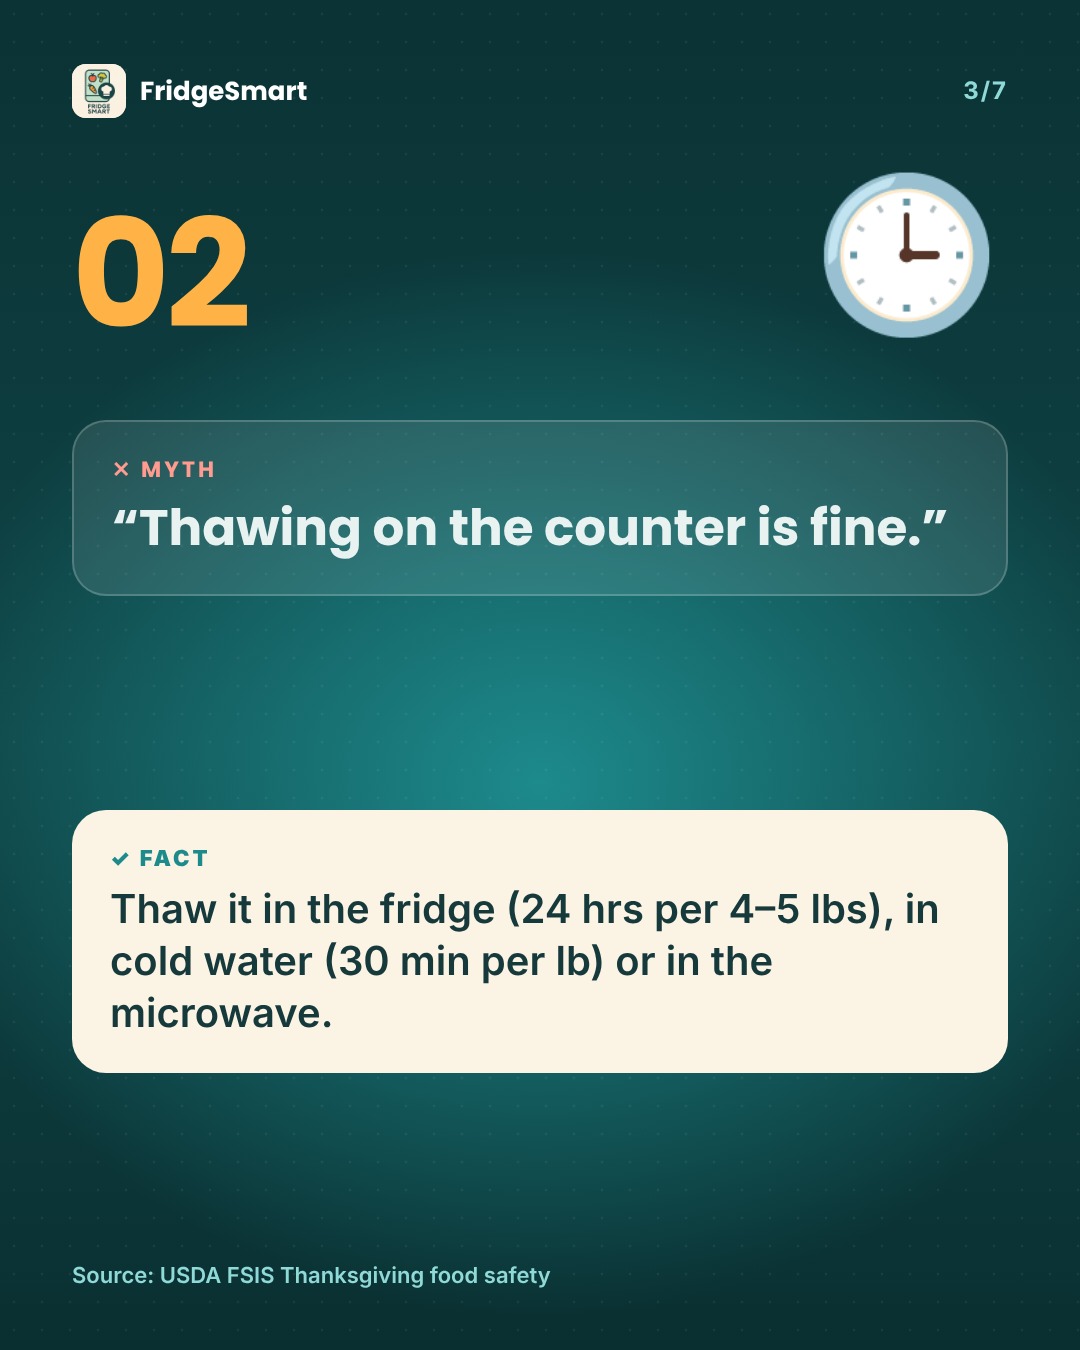 FRIDGE
SMART
FridgeSmart
3/7
02
✕ MYTH
“Thawing on the counter is fine.”
✓ FACT
Thaw it in the fridge (24 hrs per 4–5 lbs), in
cold water (30 min per lb) or in the
microwave.
Source: USDA FSIS Thanksgiving food safety